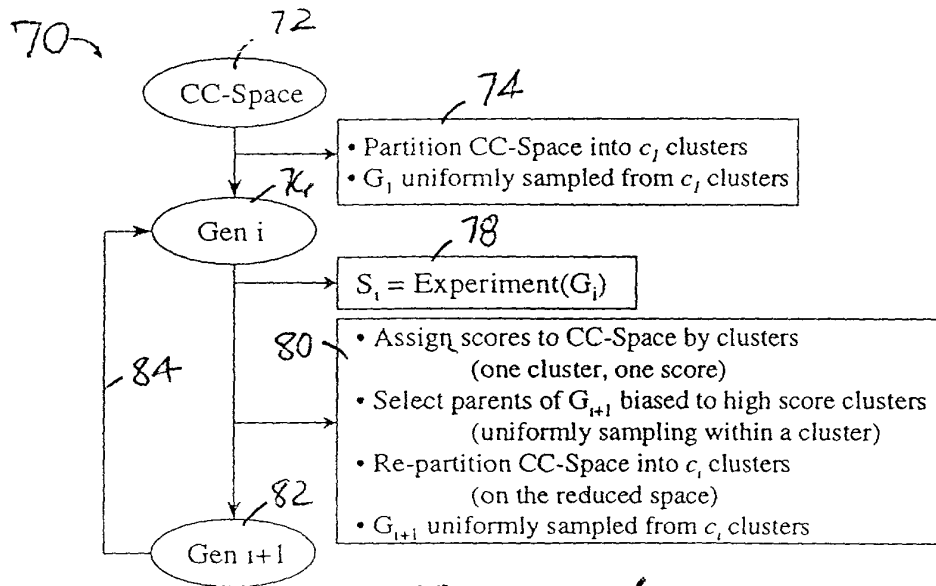 70
72
CC-Space
74
• Partition CC-Space into c₁ clusters
• G₁ uniformly sampled from c₁ clusters
76
Gen i
78
Sᵢ = Experiment(Gᵢ)
80
• Assign scores to CC-Space by clusters
(one cluster, one score)
• Select parents of Gᵢ₊₁ biased to high score clusters
(uniformly sampling within a cluster)
• Re-partition CC-Space into cᵢ clusters
(on the reduced space)
• Gᵢ₊₁ uniformly sampled from cᵢ clusters
84
82
Gen i+1